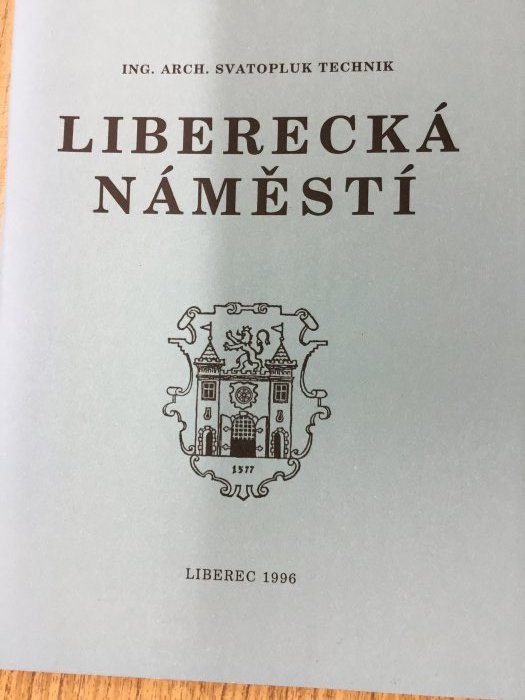 ING. ARCH. SVATOPLUK TECHNIK
LIBERECKÁ
NÁMĚSTÍ
1577
LIBEREC 1996